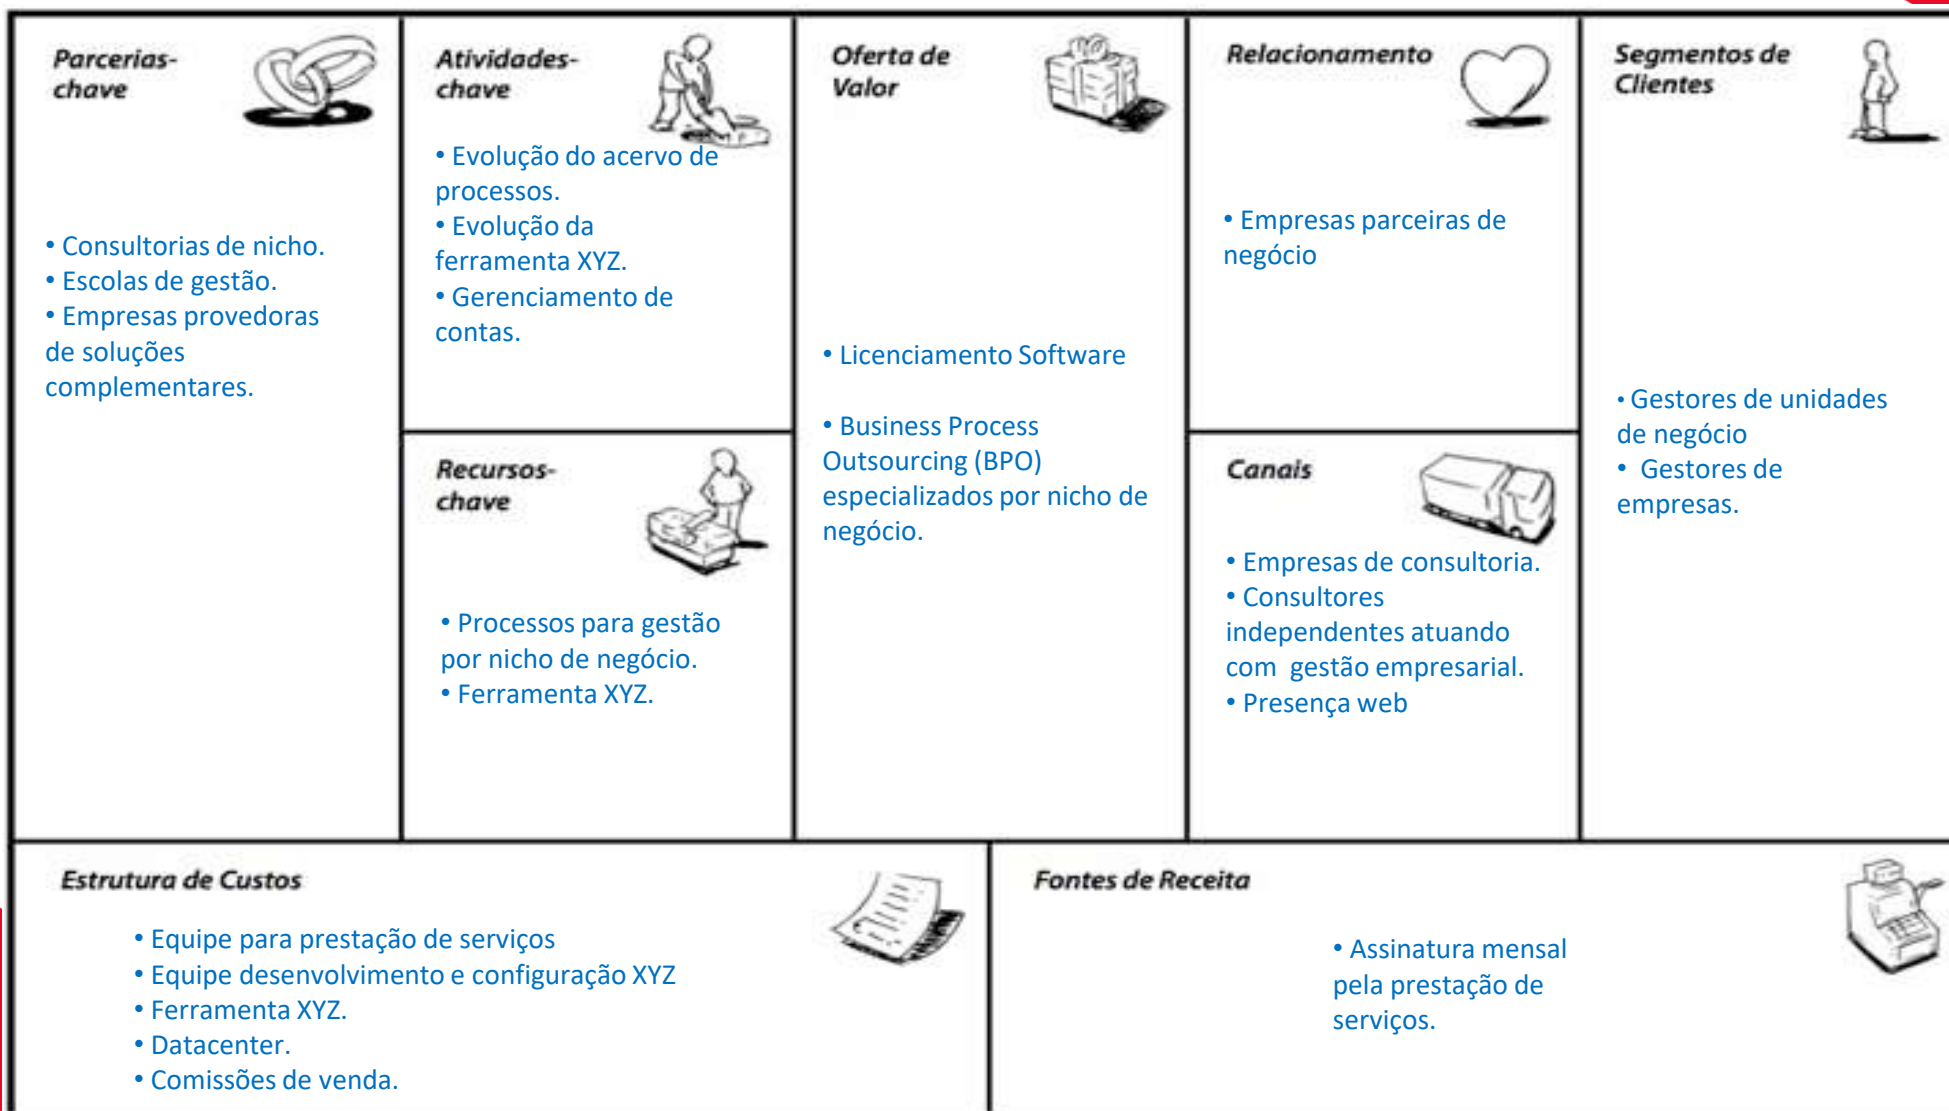 Parcerias-
chave
• Consultorias de nicho.
• Escolas de gestão.
• Empresas provedoras
de soluções
complementares.
Atividades-
chave
• Evolução do acervo de
processos.
• Evolução da
ferramenta XYZ.
• Gerenciamento de
contas.
Recursos-
chave
• Processos para gestão
por nicho de negócio.
• Ferramenta XYZ.
Oferta de
Valor
• Licenciamento Software
• Business Process
Outsourcing (BPO)
especializados por nicho de
negócio.
Relacionamento
• Empresas parceiras de
negócio
Canais
• Empresas de consultoria.
• Consultores
independentes atuando
com gestão empresarial.
• Presença web
Segmentos de
Clientes
• Gestores de unidades
de negócio
• Gestores de
empresas.
Estrutura de Custos
• Equipe para prestação de serviços
• Equipe desenvolvimento e configuração XYZ
• Ferramenta XYZ.
• Datacenter.
• Comissões de venda.
Fontes de Receita
• Assinatura mensal
pela prestação de
serviços.